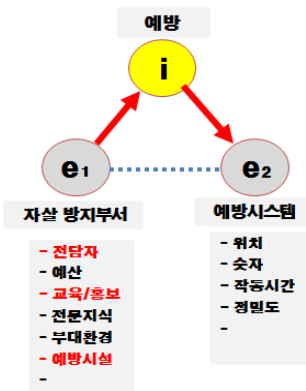 예방
i
e1
e2
자살 방지부서
예방시스템
- 전담자
- 예산
- 교육/홍보
- 전문지식
- 부대환경
- 예방시설
-
- 위치
- 숫자
- 작동시간
- 정밀도
-